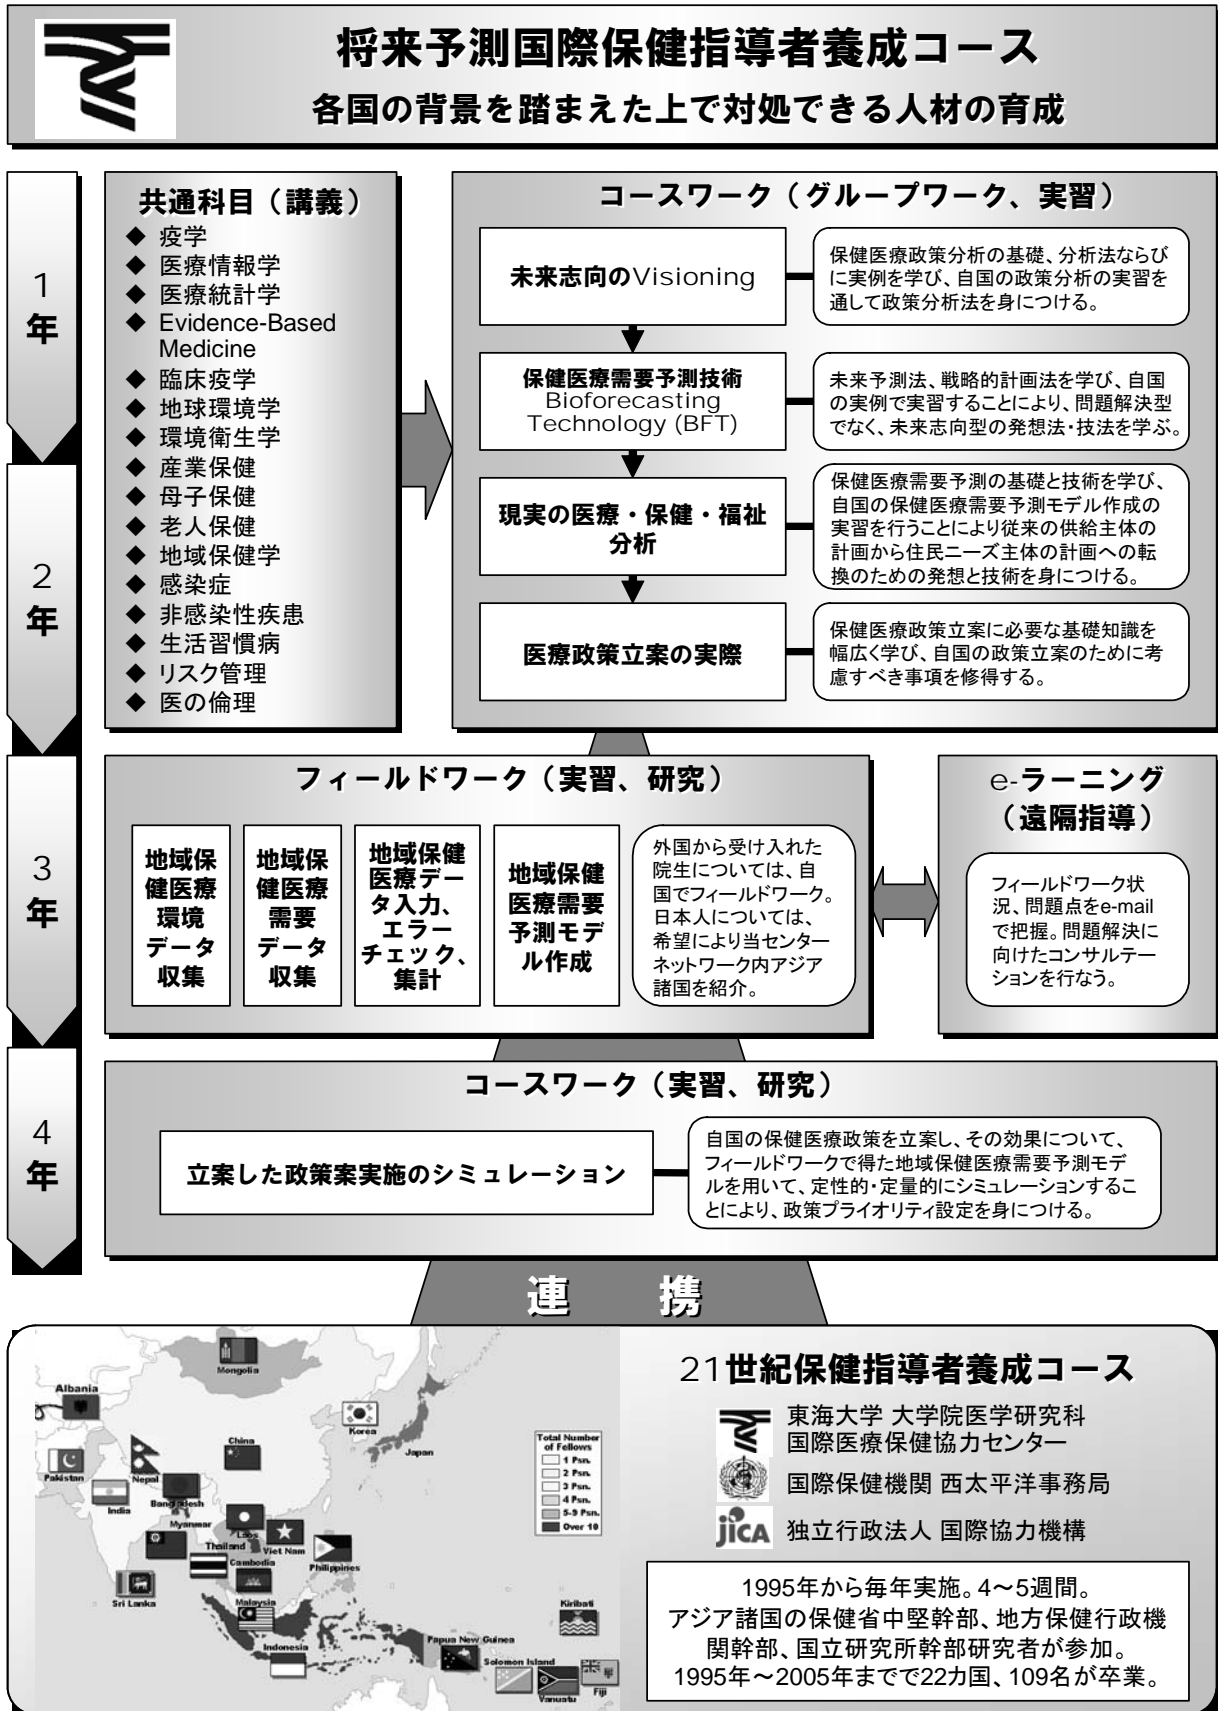 将来予測国際保健指導者養成コース
各国の背景を踏まえた上で対処できる人材の育成
1
年
2
年
3
年
4
年
共通科目（講義）
◆ 疫学
◆ 医療情報学
◆ 医療統計学
◆ Evidence-Based
Medicine
◆ 臨床疫学
◆ 地球環境学
◆ 環境衛生学
◆ 産業保健
◆ 母子保健
◆ 老人保健
◆ 地域保健学
◆ 感染症
◆ 非感染性疾患
◆ 生活習慣病
◆ リスク管理
◆ 医の倫理
コースワーク（グループワーク、実習）
未来志向のVisioning
保健医療政策分析の基礎、分析法ならび
に実例を学び、自国の政策分析の実習を
通して政策分析法を身につける。
保健医療需要予測技術
Bioforecasting
Technology (BFT)
未来予測法、戦略的計画法を学び、自国
の実例で実習することにより、問題解決型
でなく、未来志向型の発想法・技法を学ぶ。
現実の医療・保健・福祉
分析
保健医療需要予測の基礎と技術を学び、
自国の保健医療需要予測モデル作成の
実習を行うことにより従来の供給主体の
計画から住民ニーズ主体の計画への転
換のための発想と技術を身につける。
医療政策立案の実際
保健医療政策立案に必要な基礎知識を
幅広く学び、自国の政策立案のために考
慮すべき事項を修得する。
フィールドワーク（実習、研究）
地域保
健医療
環境
データ
収集
地域保
健医療
需要
データ
収集
地域保健
医療デー
タ入力、
エラー
チェック、
集計
地域保健
医療需要
予測モデ
ル作成
外国から受け入れた
院生については、自
国でフィールドワーク。
日本人については、
希望により当センター
ネットワーク内アジア
諸国を紹介。
e-ラーニング
（遠隔指導）
フィールドワーク状
況、問題点をe-mail
で把握。問題解決に
向けたコンサルテー
ションを行なう。
コースワーク（実習、研究）
立案した政策案実施のシミュレーション
自国の保健医療政策を立案し、その効果について、
フィールドワークで得た地域保健医療需要予測モデ
ルを用いて、定性的・定量的にシミュレーションするこ
とにより、政策プライオリティ設定を身につける。
連 携
Mongolia
Albania
Korea
China
Japan
Pakistan
Nepal
India
Bangladesh
Myanmar
Laos
Thailand
Viet Nam
Cambodia
Philippines
Sri Lanka
Malaysia
Kiribati
Indonesia
Papua New Guinea
Solomon Island
Vanuatu
Fiji
Total Number
of Fellows
1 Psn.
2 Psn.
3 Psn.
4 Psn.
5-9 Psn.
Over 10
21世紀保健指導者養成コース
東海大学 大学院医学研究科
国際医療保健協力センター
国際保健機関 西太平洋事務局
jICA
独立行政法人 国際協力機構
1995年から毎年実施。4～5週間。
アジア諸国の保健省中堅幹部、地方保健行政機
関幹部、国立研究所幹部研究者が参加。
1995年～2005年までで22カ国、109名が卒業。